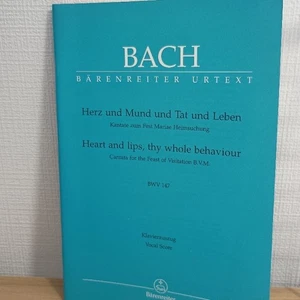 BACH
BÄRENREITER URTEXT
Herz und Mund und Tat und Leben
Kantate zum Fest Mariae Heimsuchung
Heart and lips, thy whole behaviour
Cantata for the Feast of Visitation B.V.M.
BWV 147
Klavierauszug
Vocal Score
Bärenreiter